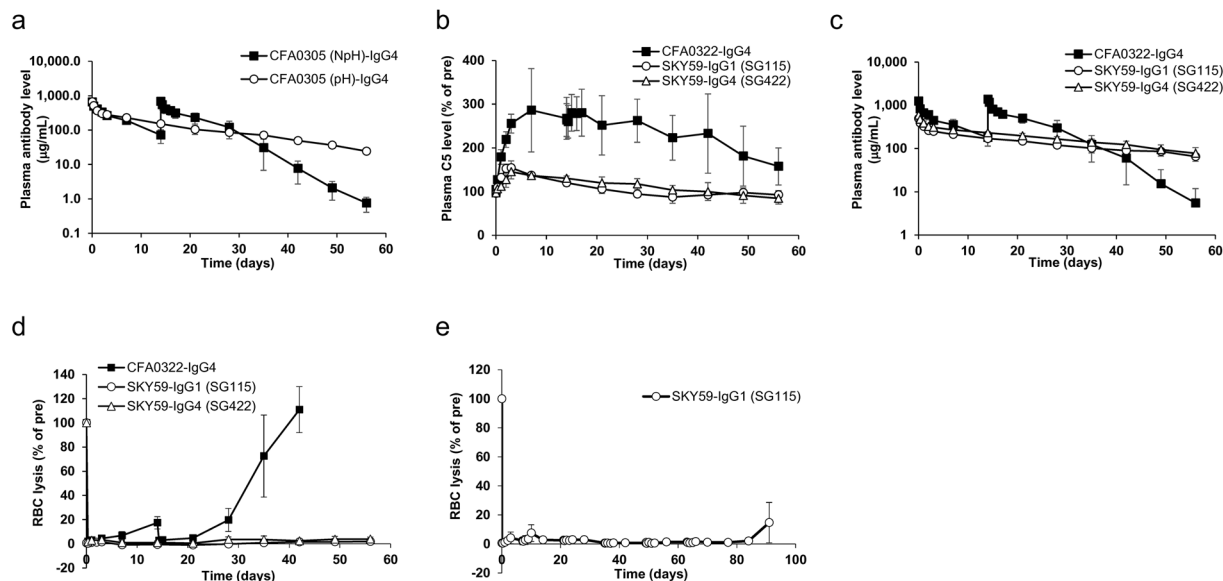 a
CFA0305 (NpH)-IgG4
CFA0305 (pH)-IgG4
Plasma antibody level
(μg/mL)
10,000.0
1,000.0
100.0
10.0
1.0
0.1
0 10 20 30 40 50 60
Time (days)
b
CFA0322-IgG4
SKY59-IgG1 (SG115)
SKY59-IgG4 (SG422)
Plasma C5 level (% of pre)
400
300
200
100
0
0 10 20 30 40 50 60
Time (days)
c
CFA0322-IgG4
SKY59-IgG1 (SG115)
SKY59-IgG4 (SG422)
Plasma antibody level
(μg/mL)
10,000
1,000
100
10
1
0 10 20 30 40 50 60
Time (days)
d
CFA0322-IgG4
SKY59-IgG1 (SG115)
SKY59-IgG4 (SG422)
RBC lysis (% of pre)
140
120
100
80
60
40
20
0
-20
0 10 20 30 40 50 60
Time (days)
e
SKY59-IgG1 (SG115)
RBC lysis (% of pre)
120
100
80
60
40
20
0
-20
0 20 40 60 80 100
Time (days)